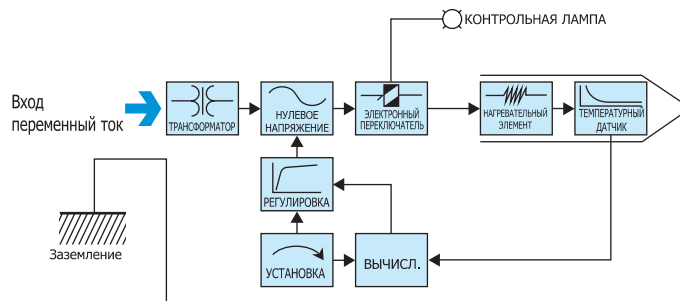 КОНТРОЛЬНАЯ ЛАМПА
Вход
переменный ток
ТРАНСФОРМАТОР
НУЛЕВОЕ
НАПРЯЖЕНИЕ
ЭЛЕКТРОННЫЙ
ПЕРЕКЛЮЧАТЕЛЬ
НАГРЕВАТЕЛЬНЫЙ
ЭЛЕМЕНТ
ТЕМПЕРАТУРНЫЙ
ДАТЧИК
РЕГУЛИРОВКА
Заземление
УСТАНОВКА
ВЫЧИСЛ.